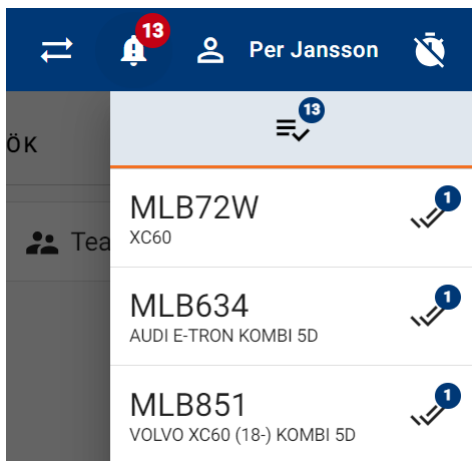 13
Per Jansson
13
ÖK
MLB72W
1
XC60
Tea
MLB634
1
AUDI E-TRON KOMBI 5D
MLB851
1
VOLVO XC60 (18-) KOMBI 5D